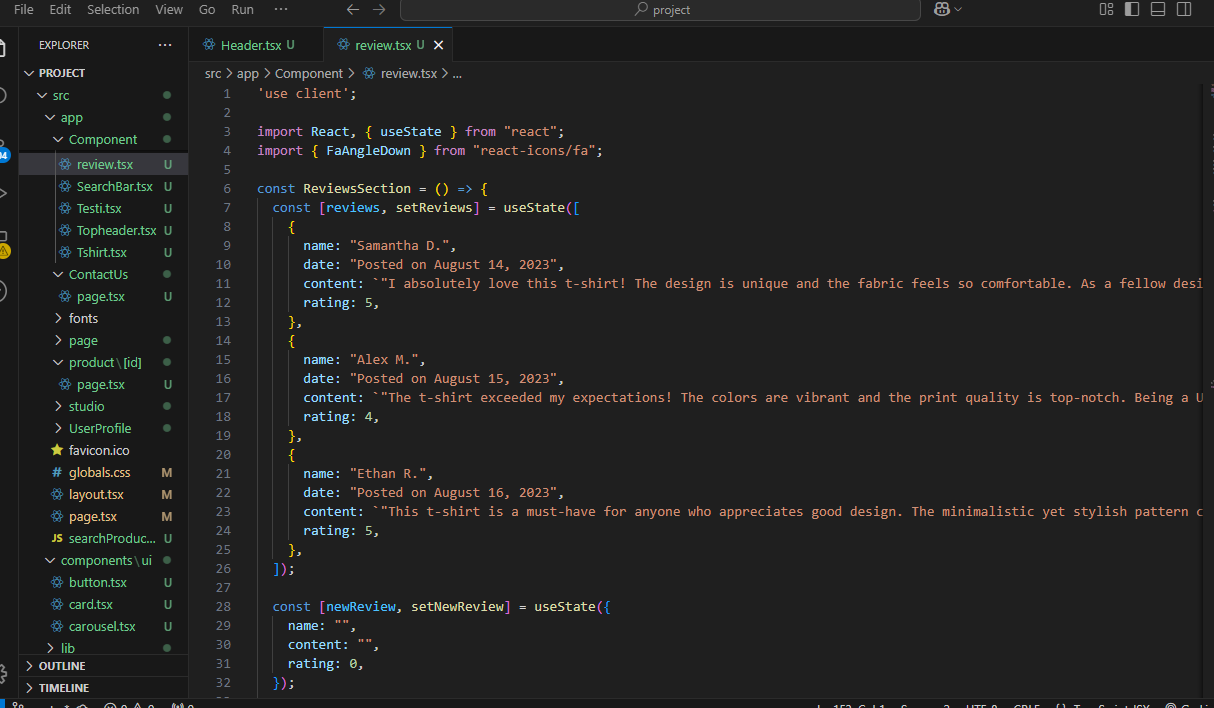 File Edit Selection View Go Run ··· project
EXPLORER ···
PROJECT
src
app
Component
review.tsx U
SearchBar.tsx U
Testi.tsx U
Topheader.tsx U
Tshirt.tsx U
ContactUs
page.tsx U
fonts
page
product\[id]
page.tsx U
studio
UserProfile
favicon.ico
# globals.css M
layout.tsx M
page.tsx M
JS searchProduc... U
components\ui
button.tsx U
card.tsx U
carousel.tsx U
lib
OUTLINE
TIMELINE
Header.tsx U review.tsx U
src > app > Component > review.tsx > ...
1 'use client';
2
3 import React, { useState } from "react";
4 import { FaAngleDown } from "react-icons/fa";
5
6 const ReviewsSection = () => {
7 const [reviews, setReviews] = useState([
8 {
9 name: "Samantha D.",
10 date: "Posted on August 14, 2023",
11 content: `"I absolutely love this t-shirt! The design is unique and the fabric feels so comfortable. As a fellow desi
12 rating: 5,
13 },
14 {
15 name: "Alex M.",
16 date: "Posted on August 15, 2023",
17 content: `"The t-shirt exceeded my expectations! The colors are vibrant and the print quality is top-notch. Being a U
18 rating: 4,
19 },
20 {
21 name: "Ethan R.",
22 date: "Posted on August 16, 2023",
23 content: `"This t-shirt is a must-have for anyone who appreciates good design. The minimalistic yet stylish pattern c
24 rating: 5,
25 },
26 ]);
27
28 const [newReview, setNewReview] = useState({
29 name: "",
30 content: "",
31 rating: 0,
32 });